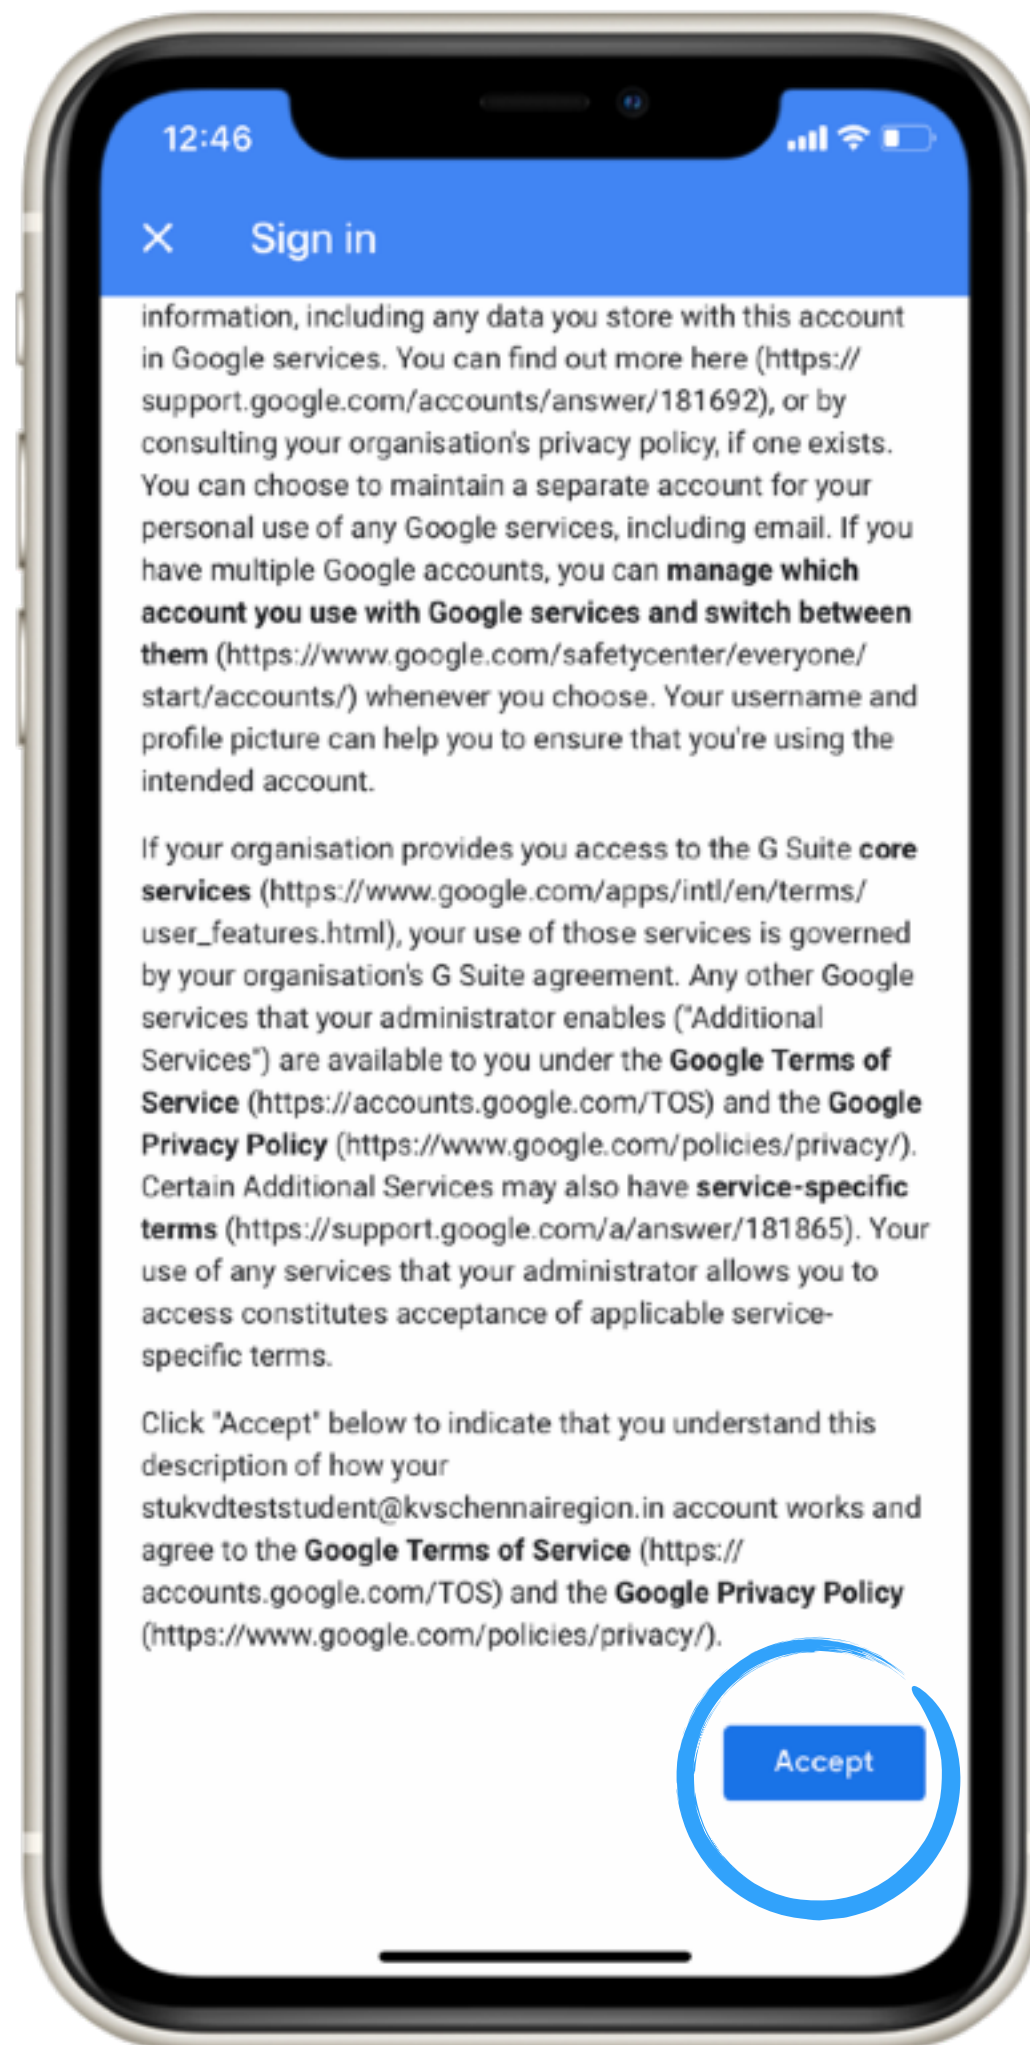 12:46
Sign in
information, including any data you store with this account
in Google services. You can find out more here (https://
support.google.com/accounts/answer/181692), or by
consulting your organisation's privacy policy, if one exists.
You can choose to maintain a separate account for your
personal use of any Google services, including email. If you
have multiple Google accounts, you can manage which
account you use with Google services and switch between
them (https://www.google.com/safetycenter/everyone/
start/accounts/) whenever you choose. Your username and
profile picture can help you to ensure that you're using the
intended account.
If your organisation provides you access to the G Suite core
services (https://www.google.com/apps/intl/en/terms/
user_features.html), your use of those services is governed
by your organisation's G Suite agreement. Any other Google
services that your administrator enables ("Additional
Services") are available to you under the Google Terms of
Service (https://accounts.google.com/TOS) and the Google
Privacy Policy (https://www.google.com/policies/privacy/).
Certain Additional Services may also have service-specific
terms (https://support.google.com/a/answer/181865). Your
use of any services that your administrator allows you to
access constitutes acceptance of applicable service-
specific terms.
Click "Accept" below to indicate that you understand this
description of how your
stukvdteststudent@kvschennairegion.in account works and
agree to the Google Terms of Service (https://
accounts.google.com/TOS) and the Google Privacy Policy
(https://www.google.com/policies/privacy/).
Accept